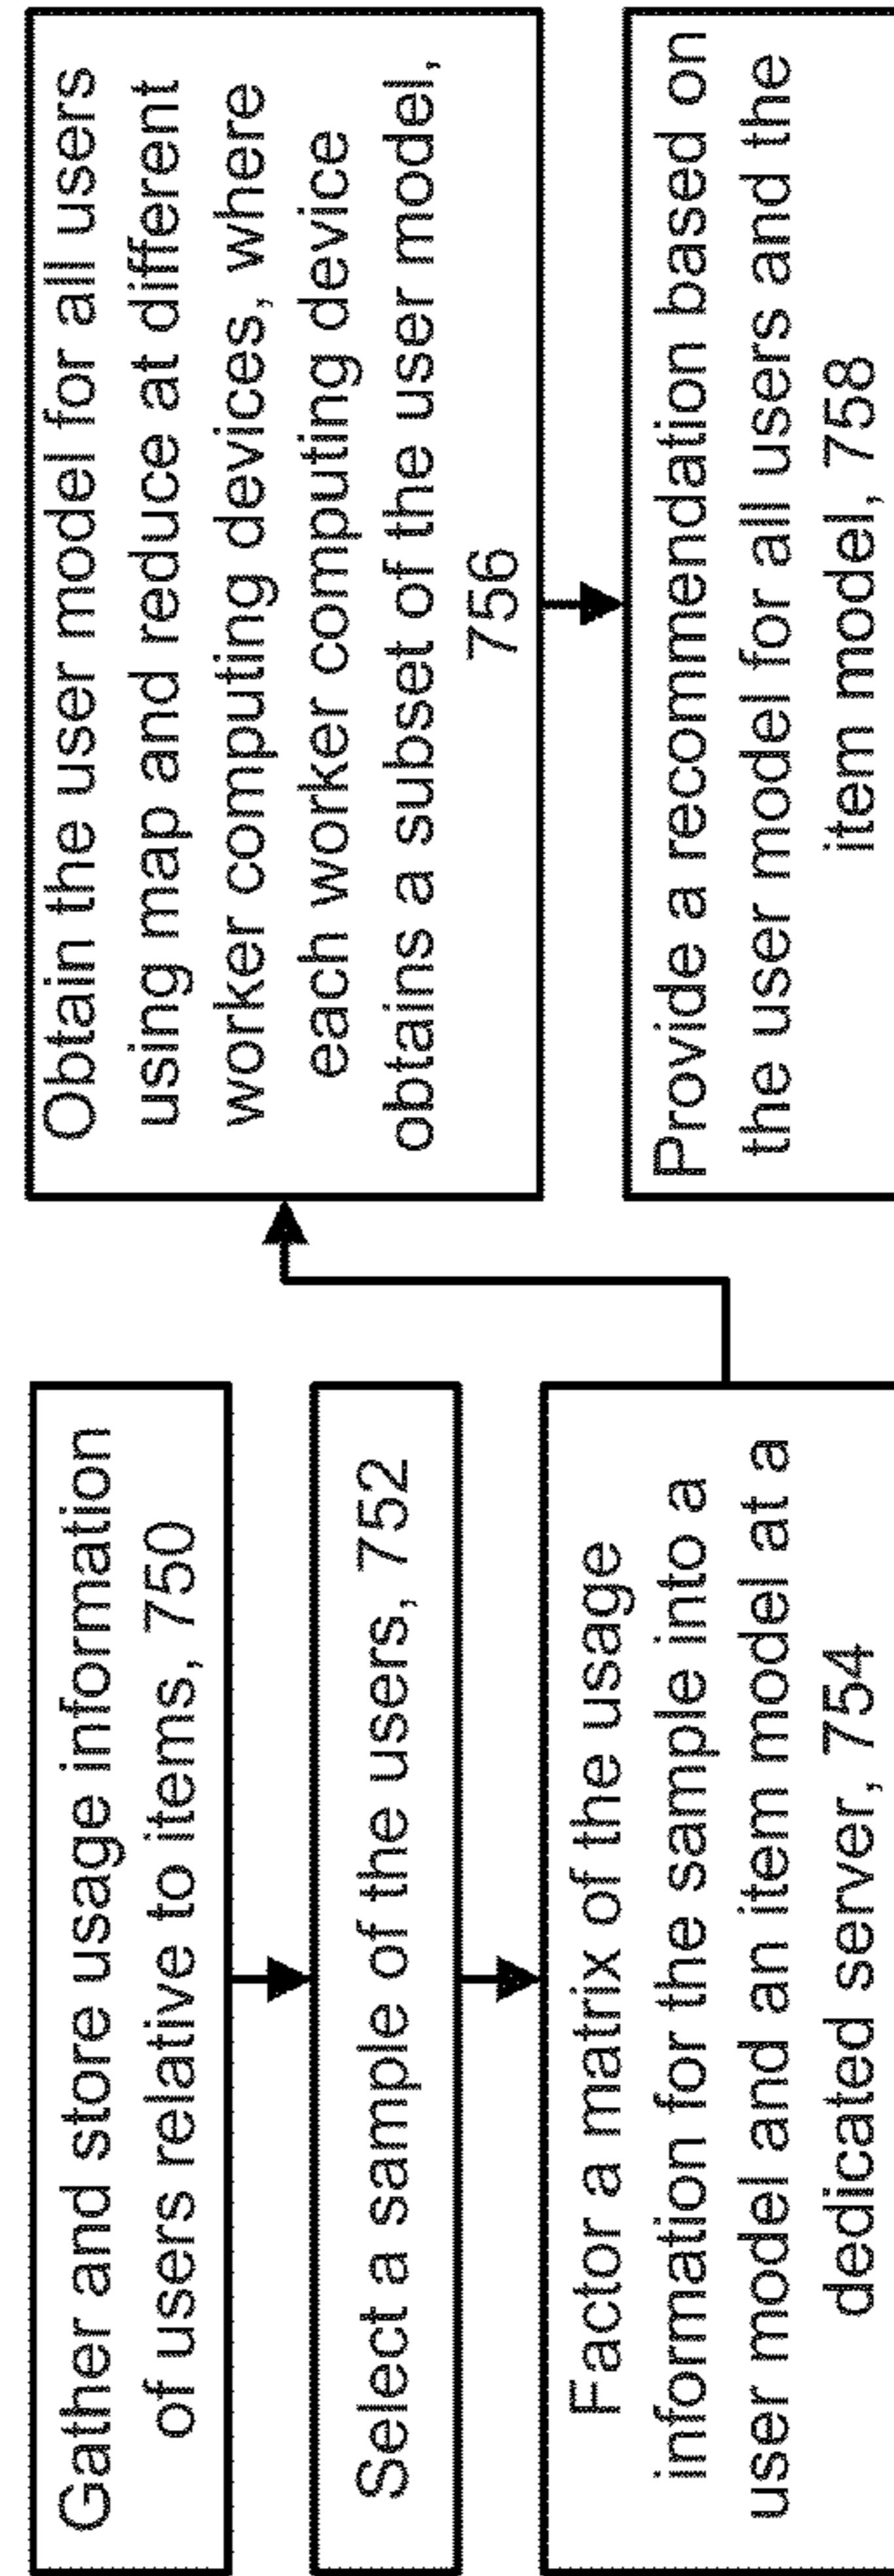 Gather and store usage information
of users relative to items, 750
Select a sample of the users, 752
Factor a matrix of the usage
information for the sample into a
user model and an item model at a
dedicated server, 754
Obtain the user model for all users
using map and reduce at different
worker computing devices, where
each worker computing device
obtains a subset of the user model,
756
Provide a recommendation based on
the user model for all users and the
item model, 758